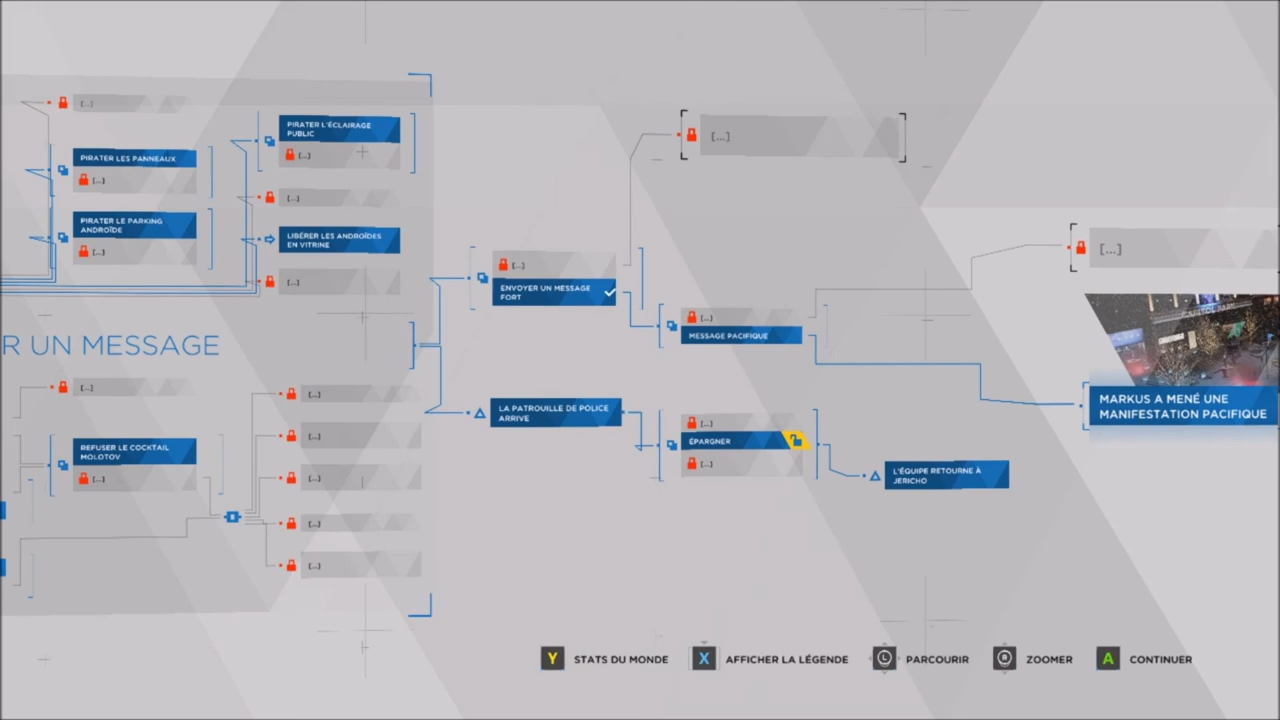 [...]
PIRATER LES PANNEAUX
[...]
PIRATER LE PARKING
ANDROÏDE
[...]
PIRATER L'ÉCLAIRAGE
PUBLIC
[...]
[...]
LIBÉRER LES ANDROÏDES
EN VITRINE
[...]
R UN MESSAGE
[...]
REFUSER LE COCKTAIL
MOLOTOV
[...]
[...]
[...]
[...]
[...]
[...]
[...]
ENVOYER UN MESSAGE
FORT
LA PATROUILLE DE POLICE
ARRIVE
[...]
[...]
MESSAGE PACIFIQUE
[...]
ÉPARGNER
[...]
L'ÉQUIPE RETOURNE À
JERICHO
[...]
MARKUS A MENÉ UNE
MANIFESTATION PACIFIQUE
Y STATS DU MONDE
X AFFICHER LA LÉGENDE
L PARCOURIR
R ZOOMER
A CONTINUER